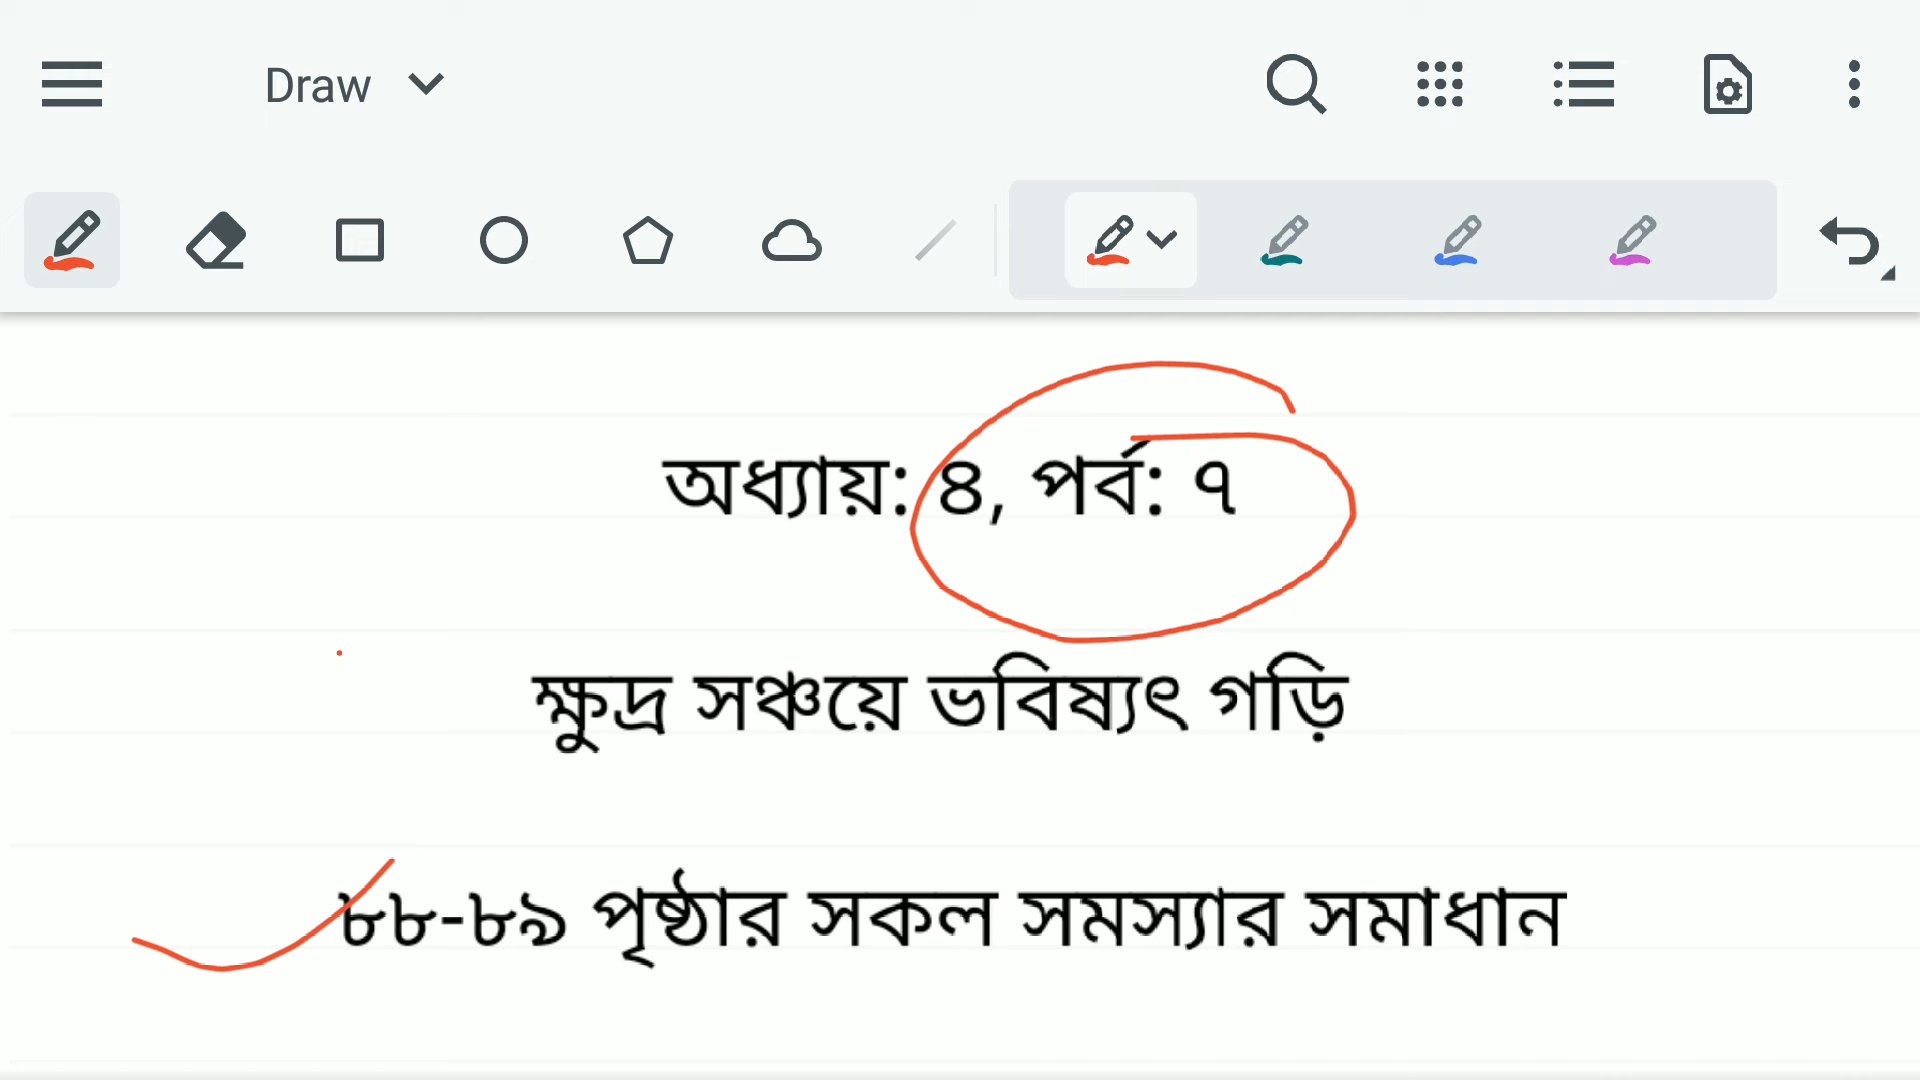 Draw
অধ্যায়: ৪, পর্ব: ৭
ক্ষুদ্র সঞ্চয়ে ভবিষ্যৎ গড়ি
৮৮-৮৯ পৃষ্ঠার সকল সমস্যার সমাধান